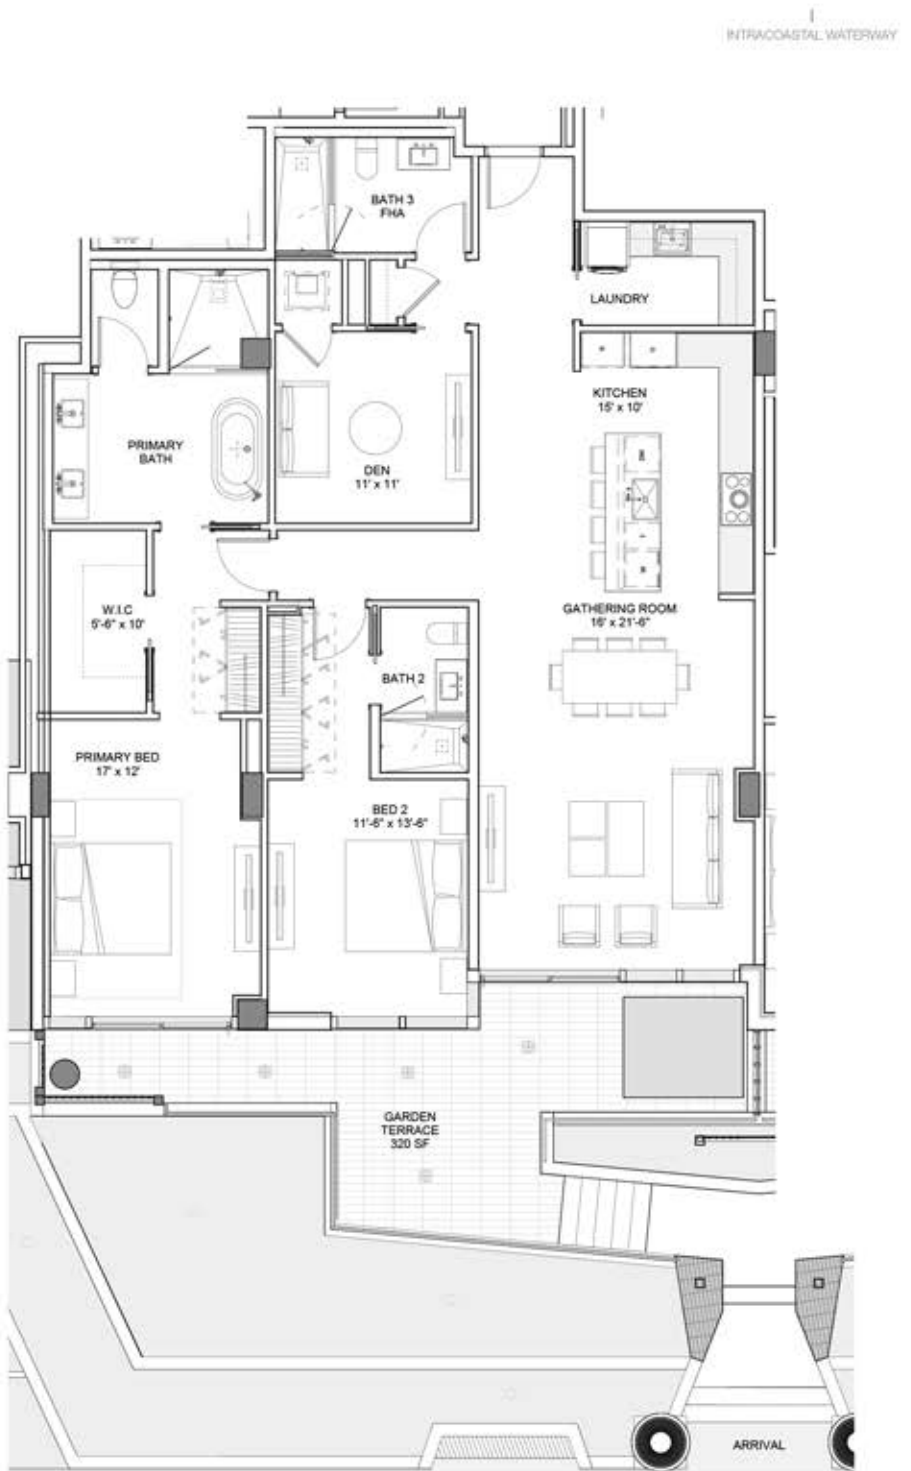 INTRACOASTAL WATERWAY
BATH 3
FHA
LAUNDRY
KITCHEN
15' x 10'
PRIMARY
BATH
DEN
11' x 11'
W.I.C
5'-6" x 10'
GATHERING ROOM
16' x 21'-6"
BATH 2
PRIMARY BED
17' x 12'
BED 2
11'-6" x 13'-6"
GARDEN
TERRACE
320 SF
ARRIVAL